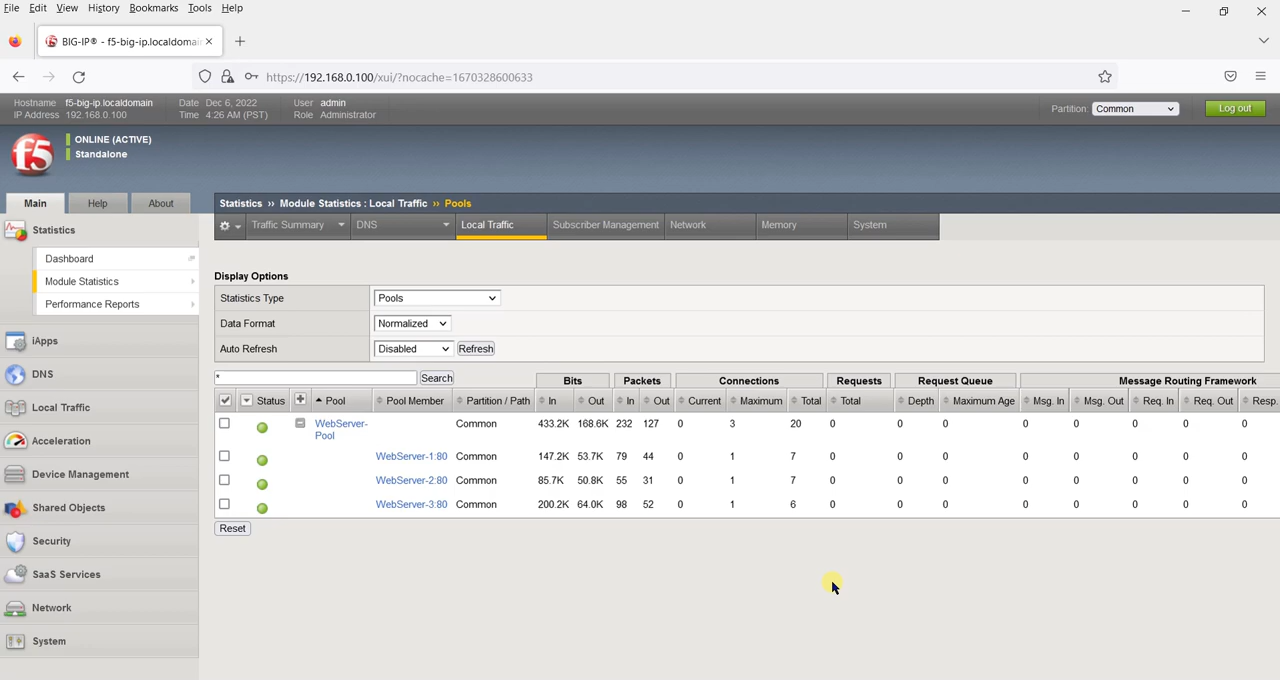 File Edit View History Bookmarks Tools Help
BIG-IP® - f5-big-ip.localdomai
https://192.168.0.100/xui/?nocache=1670328600633
Hostname f5-big-ip.localdomain Date Dec 6, 2022 User admin
IP Address 192.168.0.100 Time 4:26 AM (PST) Role Administrator
Partition: Common Log out
f5
ONLINE (ACTIVE)
Standalone
Main Help About
Statistics ›› Module Statistics : Local Traffic ›› Pools
Traffic Summary DNS Local Traffic Subscriber Management Network Memory System
Statistics
Dashboard
Module Statistics
Performance Reports
iApps
DNS
Local Traffic
Acceleration
Device Management
Shared Objects
Security
SaaS Services
Network
System
Display Options
Statistics Type Pools
Data Format Normalized
Auto Refresh Disabled Refresh
* Search
Bits Packets Connections Requests Request Queue Message Routing Framework
Status Pool Pool Member Partition / Path In Out In Out Current Maximum Total Total Depth Maximum Age Msg. In Msg. Out Req. In Req. Out Resp.
WebServer-Pool Common 433.2K 168.6K 232 127 0 3 20 0 0 0 0 0 0 0 0
WebServer-1:80 Common 147.2K 53.7K 79 44 0 1 7 0 0 0 0 0 0 0 0
WebServer-2:80 Common 85.7K 50.8K 55 31 0 1 7 0 0 0 0 0 0 0 0
WebServer-3:80 Common 200.2K 64.0K 98 52 0 1 6 0 0 0 0 0 0 0 0
Reset